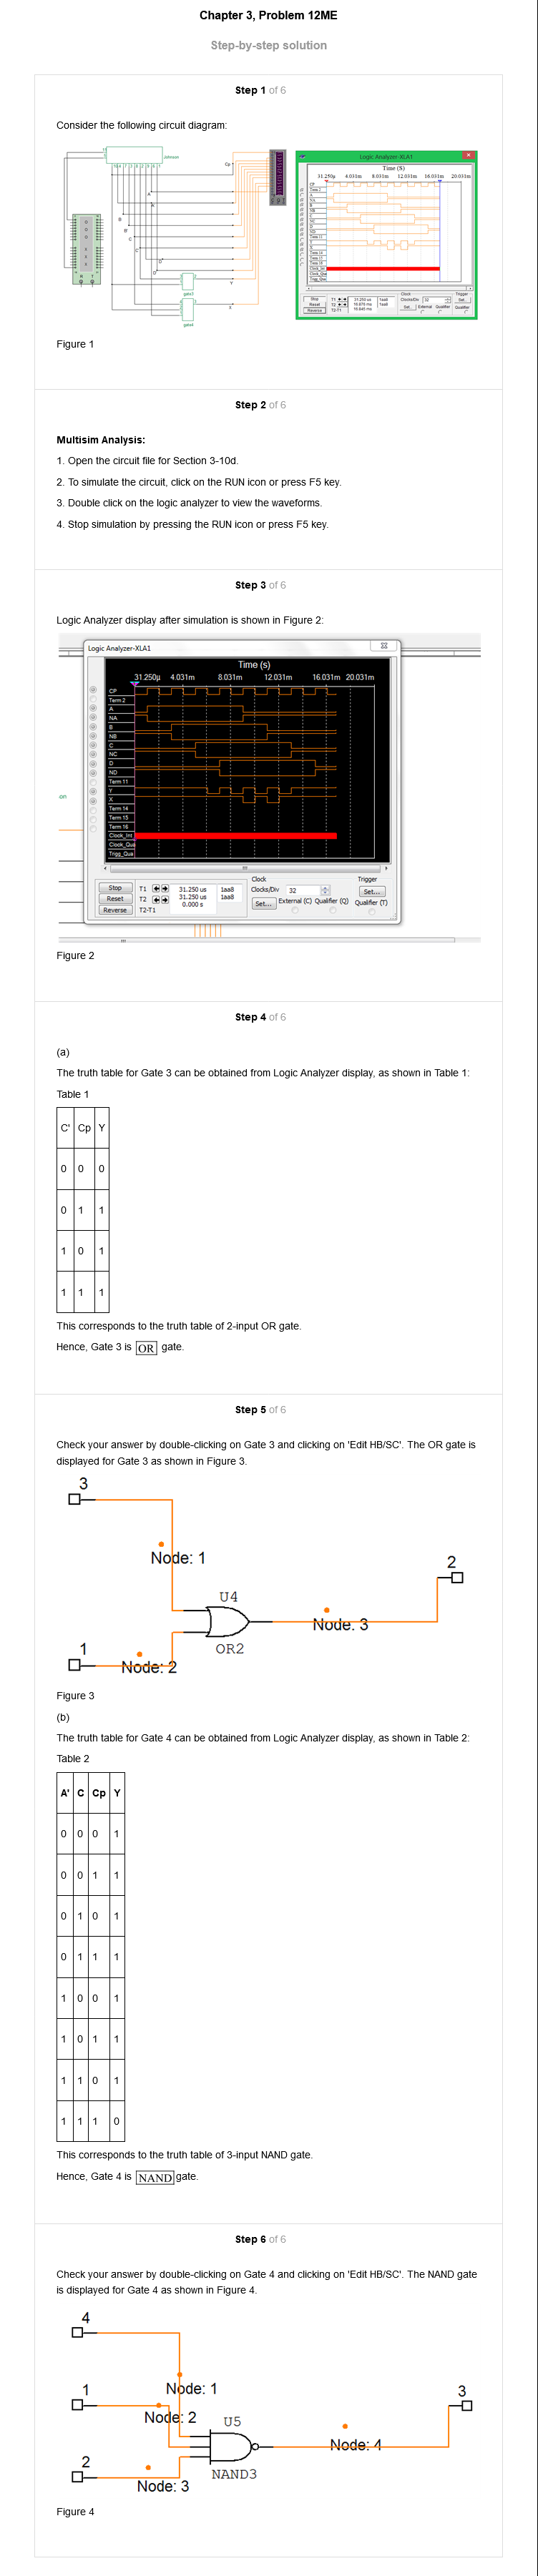 Chapter 3, Problem 12ME
Step-by-step solution
Step 1 of 6
Consider the following circuit diagram:
Johnson
Cp
A
A'
B
B'
C
C'
D
D'
Y
X
gate3
gate4
Logic Analyzer-XLA1
Time (S)
31.250μ 4.031m 8.031m 12.031m 16.031m 20.031m
Figure 1
Step 2 of 6
Multisim Analysis:
1. Open the circuit file for Section 3-10d.
2. To simulate the circuit, click on the RUN icon or press F5 key.
3. Double click on the logic analyzer to view the waveforms.
4. Stop simulation by pressing the RUN icon or press F5 key.
Step 3 of 6
Logic Analyzer display after simulation is shown in Figure 2:
Logic Analyzer-XLA1
Time (s)
31.250μ 4.031m 8.031m 12.031m 16.031m 20.031m
CP
Term 2
A
NA
B
NB
C
NC
D
ND
Term 11
Y
X
Term 14
Term 15
Term 16
Clock_Int
Clock_Qua
Trigg_Qua
on
Stop
Reset
Reverse
T1 31.250 us 1aa8
T2 31.250 us 1aa8
T2-T1 0.000 s
Clock
Clocks/Div 32
Set... External (C) Qualifier (Q)
Trigger
Set...
Qualifier (T)
Figure 2
Step 4 of 6
(a)
The truth table for Gate 3 can be obtained from Logic Analyzer display, as shown in Table 1:
Table 1
C' Cp Y
0 0 0
0 1 1
1 0 1
1 1 1
This corresponds to the truth table of 2-input OR gate.
Hence, Gate 3 is OR gate.
Step 5 of 6
Check your answer by double-clicking on Gate 3 and clicking on 'Edit HB/SC'. The OR gate is
displayed for Gate 3 as shown in Figure 3.
3
Node: 1
2
U4
Node: 3
OR2
1
Node: 2
Figure 3
(b)
The truth table for Gate 4 can be obtained from Logic Analyzer display, as shown in Table 2:
Table 2
A' C Cp Y
0 0 0 1
0 0 1 1
0 1 0 1
0 1 1 1
1 0 0 1
1 0 1 1
1 1 0 1
1 1 1 0
This corresponds to the truth table of 3-input NAND gate.
Hence, Gate 4 is NAND gate.
Step 6 of 6
Check your answer by double-clicking on Gate 4 and clicking on 'Edit HB/SC'. The NAND gate
is displayed for Gate 4 as shown in Figure 4.
4
Node: 1
1
3
Node: 2
U5
Node: 4
2
NAND3
Node: 3
Figure 4